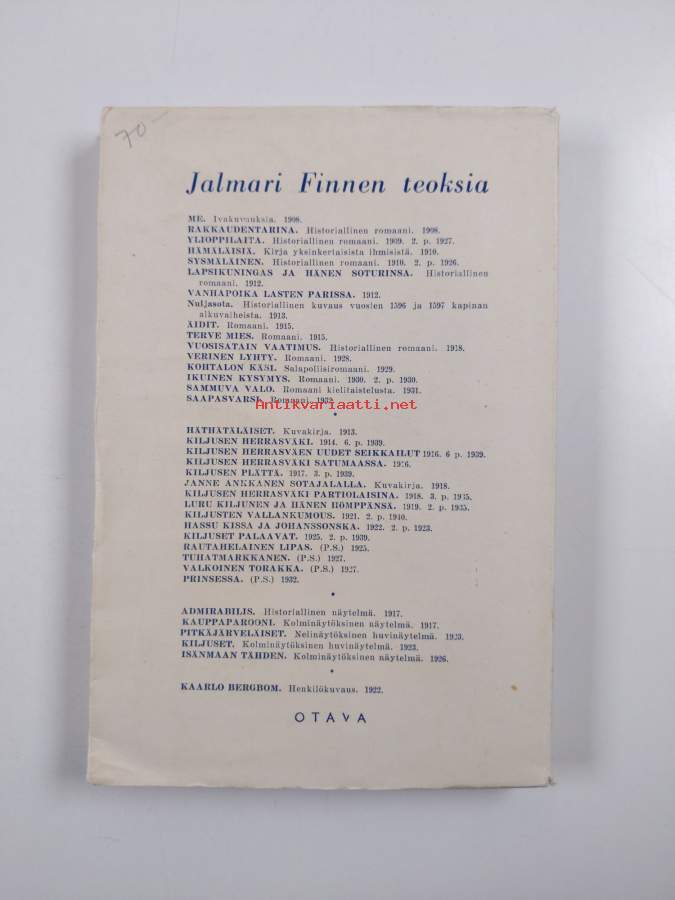 70-
Jalmari Finnen teoksia
ME. Ivakuvauksia. 1908.
RAKKAUDENTARINA. Historiallinen romaani. 1908.
YLIOPPILAITA. Historiallinen romaani. 1909. 2. p. 1927.
HÄMÄLÄISIÄ. Kirja yksinkertaisista ihmisistä. 1910.
SYSMÄLÄINEN. Historiallinen romaani. 1910. 2. p. 1926.
LAPSIKUNINGAS JA HÄNEN SOTURINSA. Historiallinen
romaani. 1912.
VANHAPOIKA LASTEN PARISSA. 1912.
Nuljasota. Historiallinen kuvaus vuosien 1596 ja 1597 kapinan
alkuvaiheista. 1913.
ÄIDIT. Romaani. 1915.
TERVE MIES. Romaani. 1915.
VUOSISATAIN VAATIMUS. Historiallinen romaani. 1918.
VERINEN LYHTY. Romaani. 1928.
KOHTALON KÄSI. Salapoliisiromaani. 1929.
IKUINEN KYSYMYS. Romaani. 1930. 2. p. 1930.
SAMMUVA VALO. Romaani kielitaistelusta. 1931.
SAAPASVARSI. Romaani. 1932.
Antikvariaatti.net
HÄTHÄTÄLÄISET. Kuvakirja. 1913.
KILJUSEN HERRASVÄKI. 1914. 6. p. 1939.
KILJUSEN HERRASVÄEN UUDET SEIKKAILUT 1916. 6 p. 1939.
KILJUSEN HERRASVÄKI SATUMAASSA. 1926.
KILJUSEN PLÄTTÄ. 1917. 3. p. 1939.
JANNE ANKKANEN SOTAJALALLA. Kuvakirja. 1918.
KILJUSEN HERRASVÄKI PARTIOLAISINA. 1918. 3. p. 1935.
LURU KILJUNEN JA HÄNEN HÖMPPÄNSÄ. 1919. 2. p. 1935.
KILJUSTEN VALLANKUMOUS. 1921. 2. p. 1940.
HASSU KISSA JA JOHANSSONSKA. 1922. 2. p. 1923.
KILJUSET PALAAVAT. 1925. 2. p. 1939.
RAUTAHELAINEN LIPAS. (P.S.) 1925.
TUHATMARKKANEN. (P.S.) 1927.
VALKOINEN TORAKKA. (P.S.) 1927.
PRINSESSA. (P.S.) 1932.
ADMIRABILIS. Historiallinen näytelmä. 1917.
KAUPPAPAROONI. Kolminäytöksinen näytelmä. 1917.
PITKÄJÄRVELÄISET. Nelinäytöksinen huvinäytelmä. 1923.
KILJUSET. Kolminäytöksinen huvinäytelmä. 1923.
ISÄNMAAN TÄHDEN. Kolminäytöksinen näytelmä. 1926.
KAARLO BERGBOM. Henkilökuvaus. 1922.
OTAVA